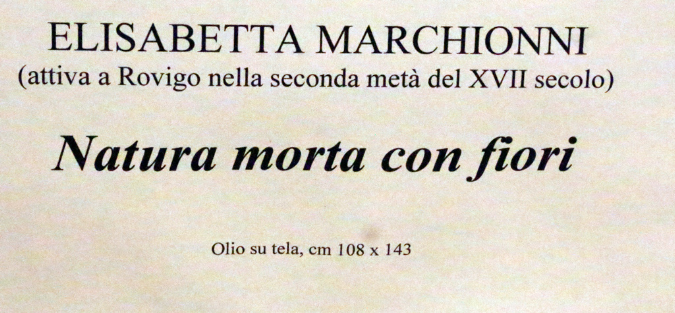 ELISABETTA MARCHIONNI
(attiva a Rovigo nella seconda metà del XVII secolo)
Natura morta con fiori
Olio su tela, cm 108 x 143